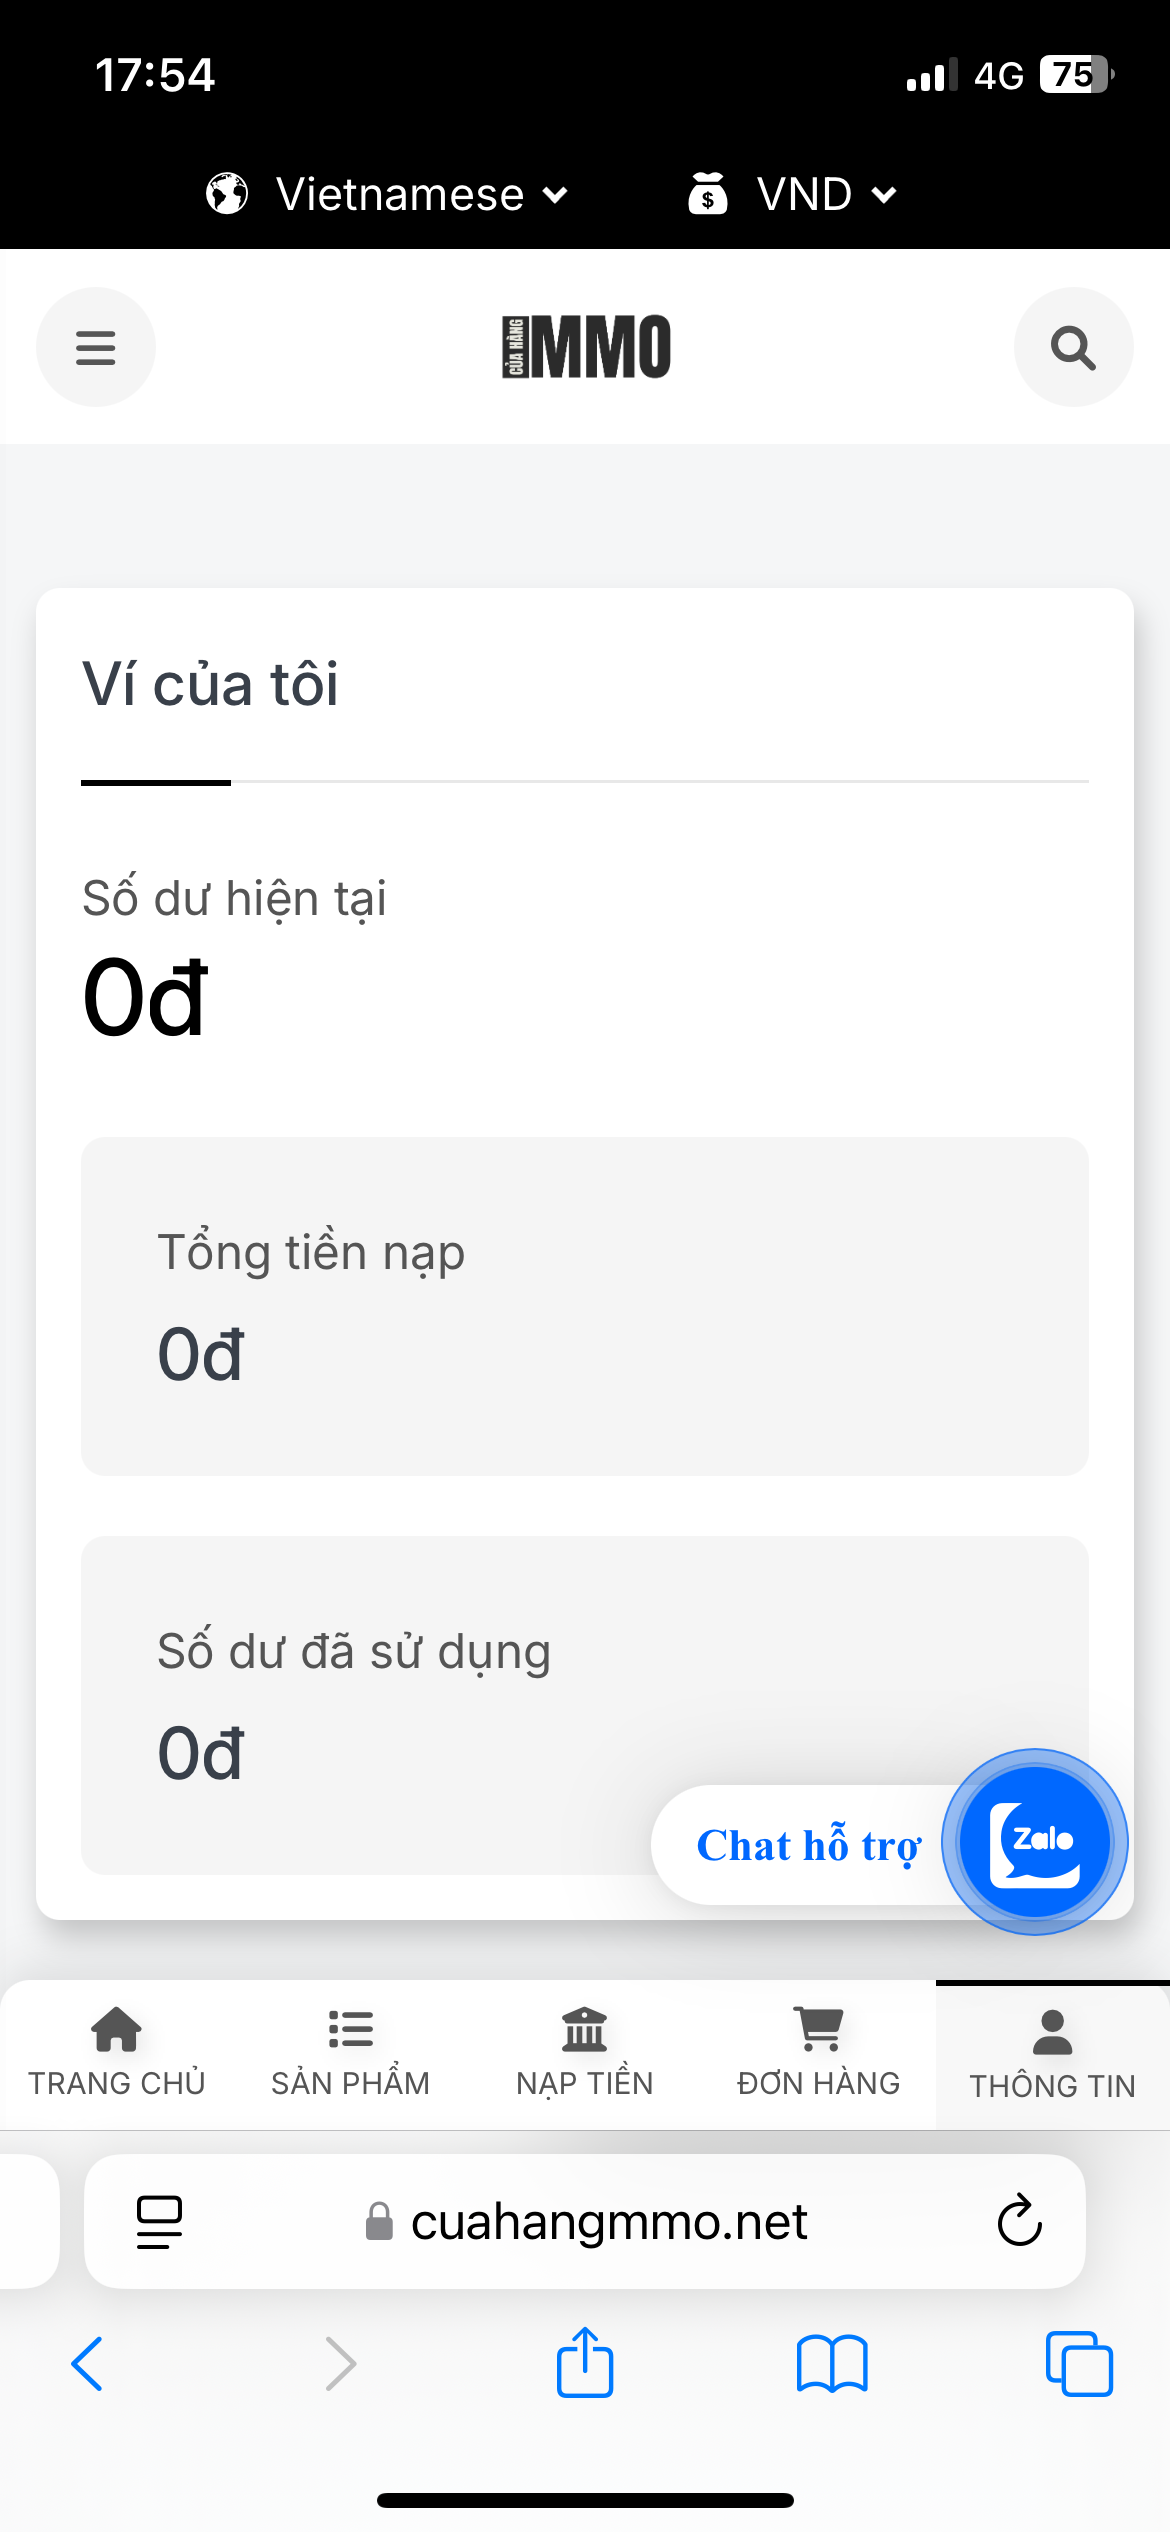 17:54
4G 75
Vietnamese VND
CỬA HÀNG MMO
Ví của tôi
Số dư hiện tại
0đ
Tổng tiền nạp
0đ
Số dư đã sử dụng
0đ
Chat hỗ trợ Zalo
TRANG CHỦ SẢN PHẨM NẠP TIỀN ĐƠN HÀNG THÔNG TIN
cuahangmmo.net